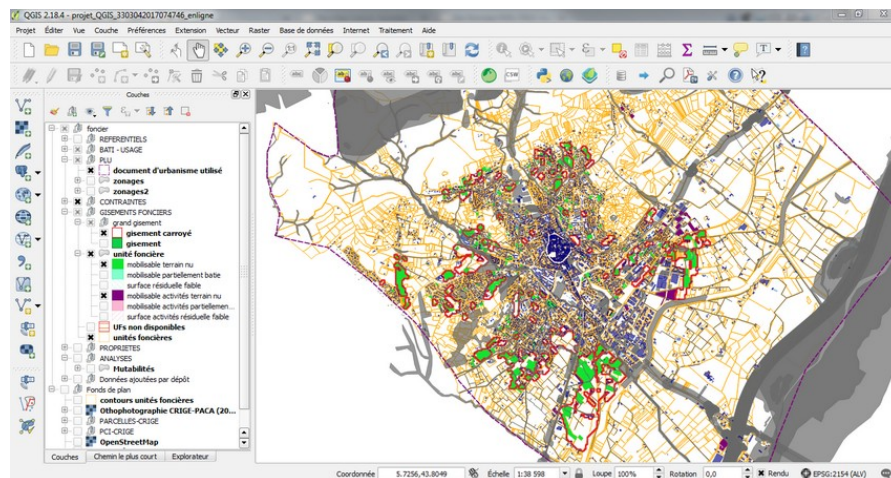 QGIS 2.18.4 - projet_QGIS_3303042017074746_enligne
Projet Éditer Vue Couche Préférences Extension Vecteur Raster Base de données Internet Traitement Aide
abc
CSW
Couches
foncier
REFERENTIELS
BATI - USAGE
PLU
document d'urbanisme utilisé
zonages
zonages2
CONTRAINTES
GISEMENTS FONCIERS
grand gisement
gisement carroyé
gisement
unité foncière
mobilisable terrain nu
mobilisable partiellement batie
surface résiduelle faible
mobilisable activités terrain nu
mobilisable activités partiellemen...
surface activités résiduelle faible
UFs non disponibles
unités foncières
PROPRIETES
ANALYSES
Mutabilités
Données ajoutées par dépôt
Fonds de plan
contours unités foncières
Othophotographie CRIGE-PACA (20...
PARCELLES-CRIGE
PCI-CRIGE
OpenStreetMap
Couches Chemin le plus court Explorateur
Coordonnée 5.7256,43.8049 Échelle 1:38 598 Loupe 100% Rotation 0,0 Rendu EPSG:2154 (ALV)